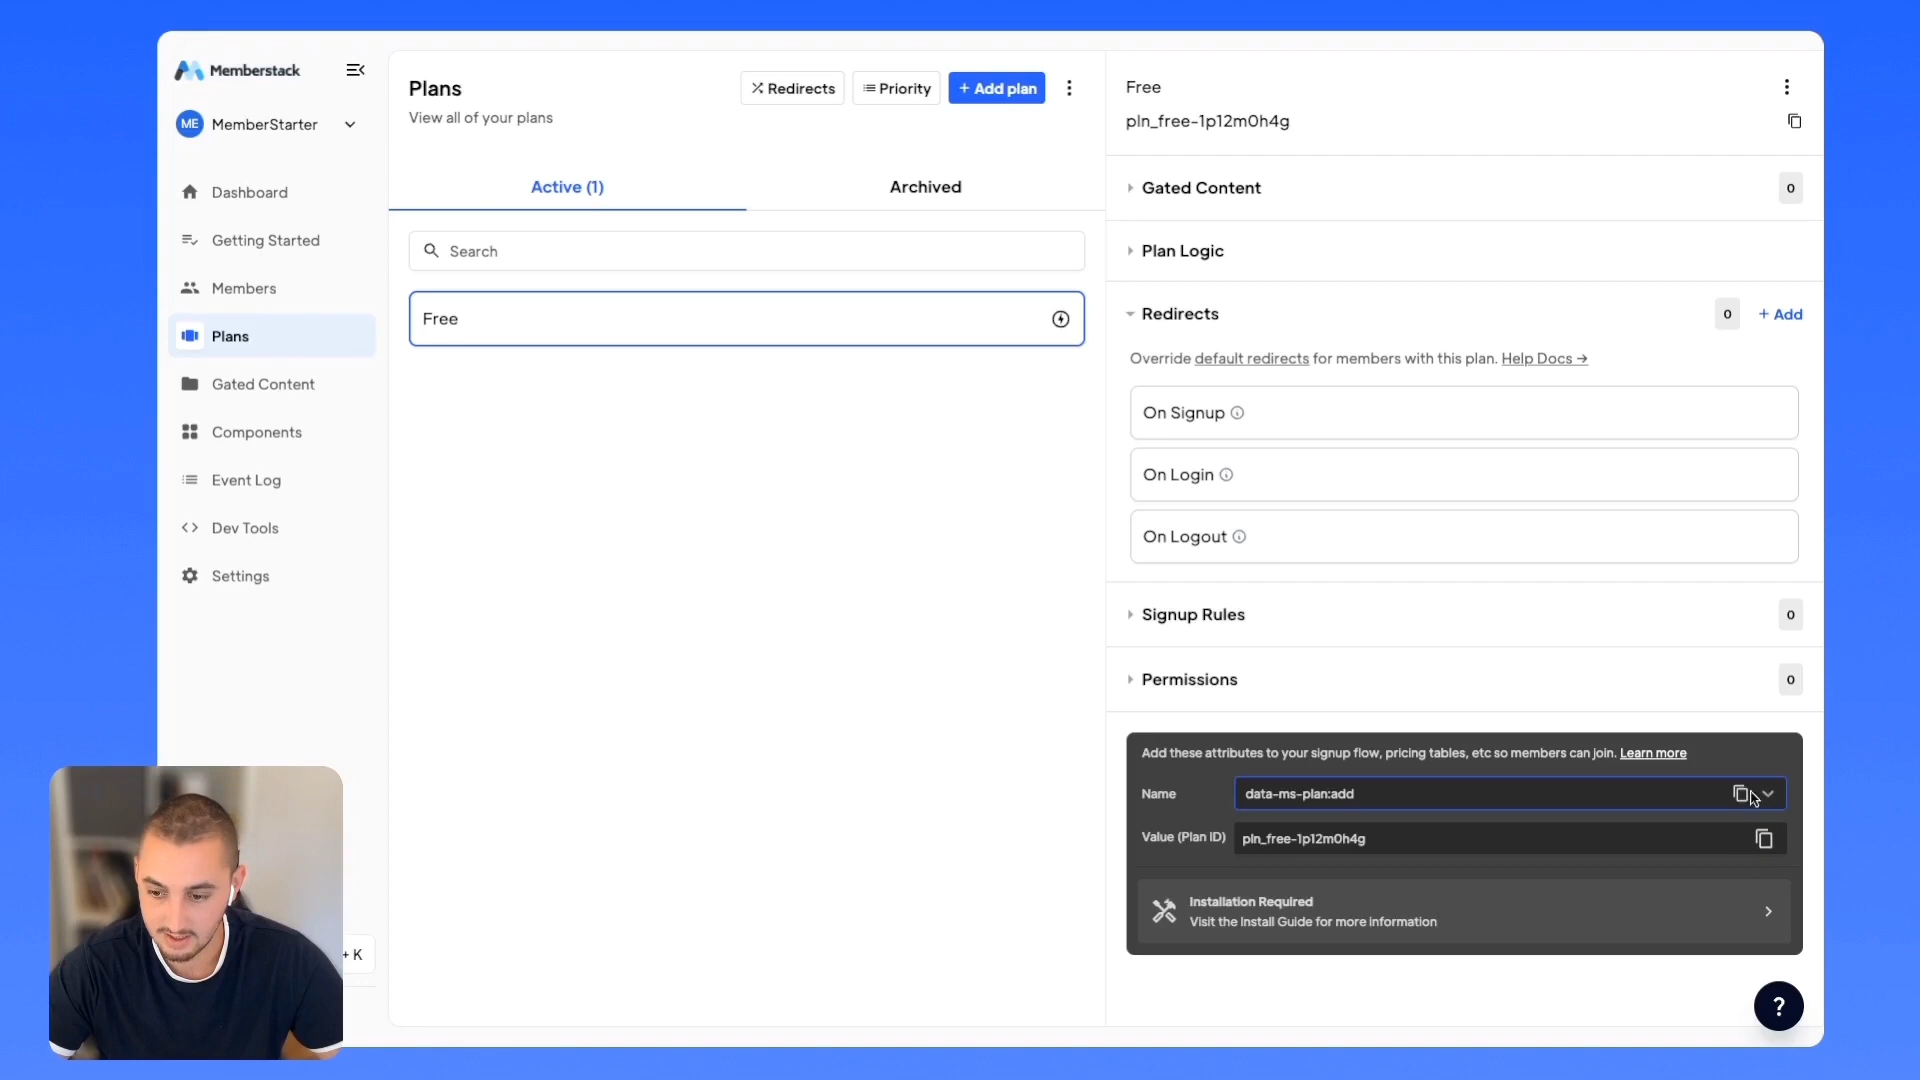 Memberstack
ME MemberStarter
Dashboard
Getting Started
Members
Plans
Gated Content
Components
Event Log
Dev Tools
Settings
+ K
Plans
View all of your plans
Redirects
Priority
+ Add plan
Active (1)
Archived
Search
Free
Free
pln_free-1p12m0h4g
Gated Content 0
Plan Logic
Redirects 0 + Add
Override default redirects for members with this plan. Help Docs →
On Signup
On Login
On Logout
Signup Rules 0
Permissions 0
Add these attributes to your signup flow, pricing tables, etc so members can join. Learn more
Name data-ms-plan:add
Value (Plan ID) pln_free-1p12m0h4g
Installation Required
Visit the Install Guide for more information
?